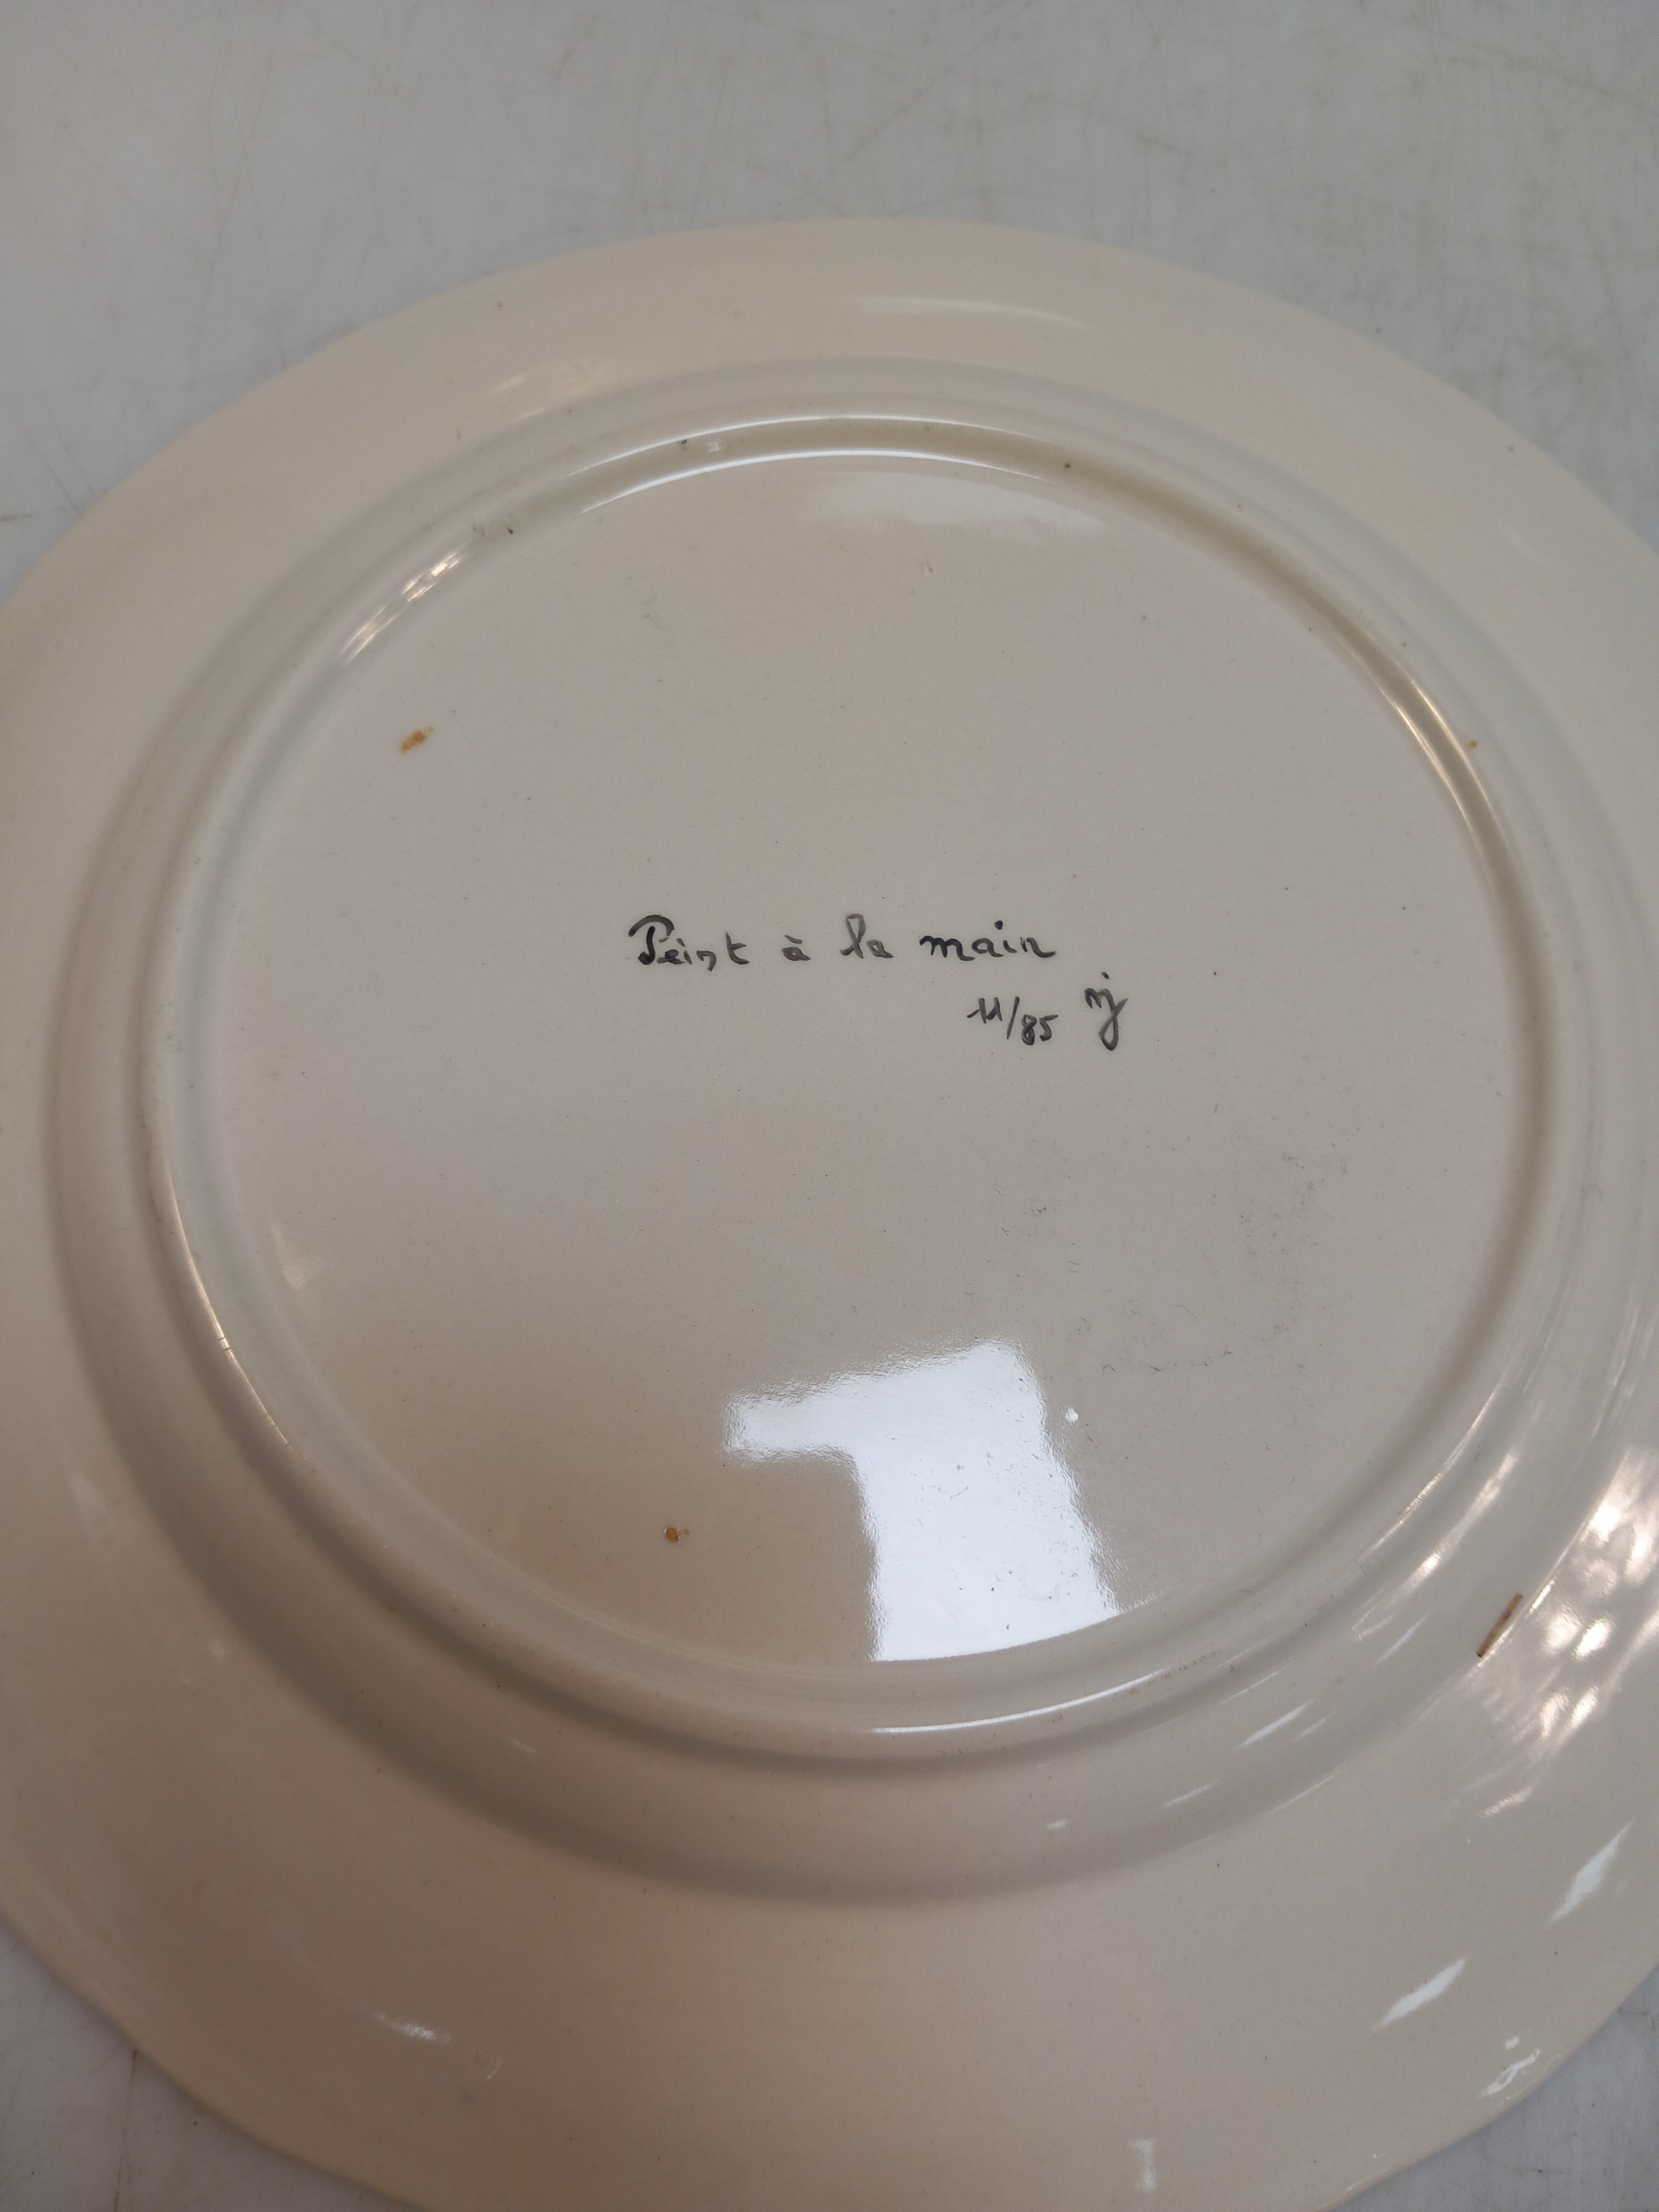 Peint à la main
11/85 mj